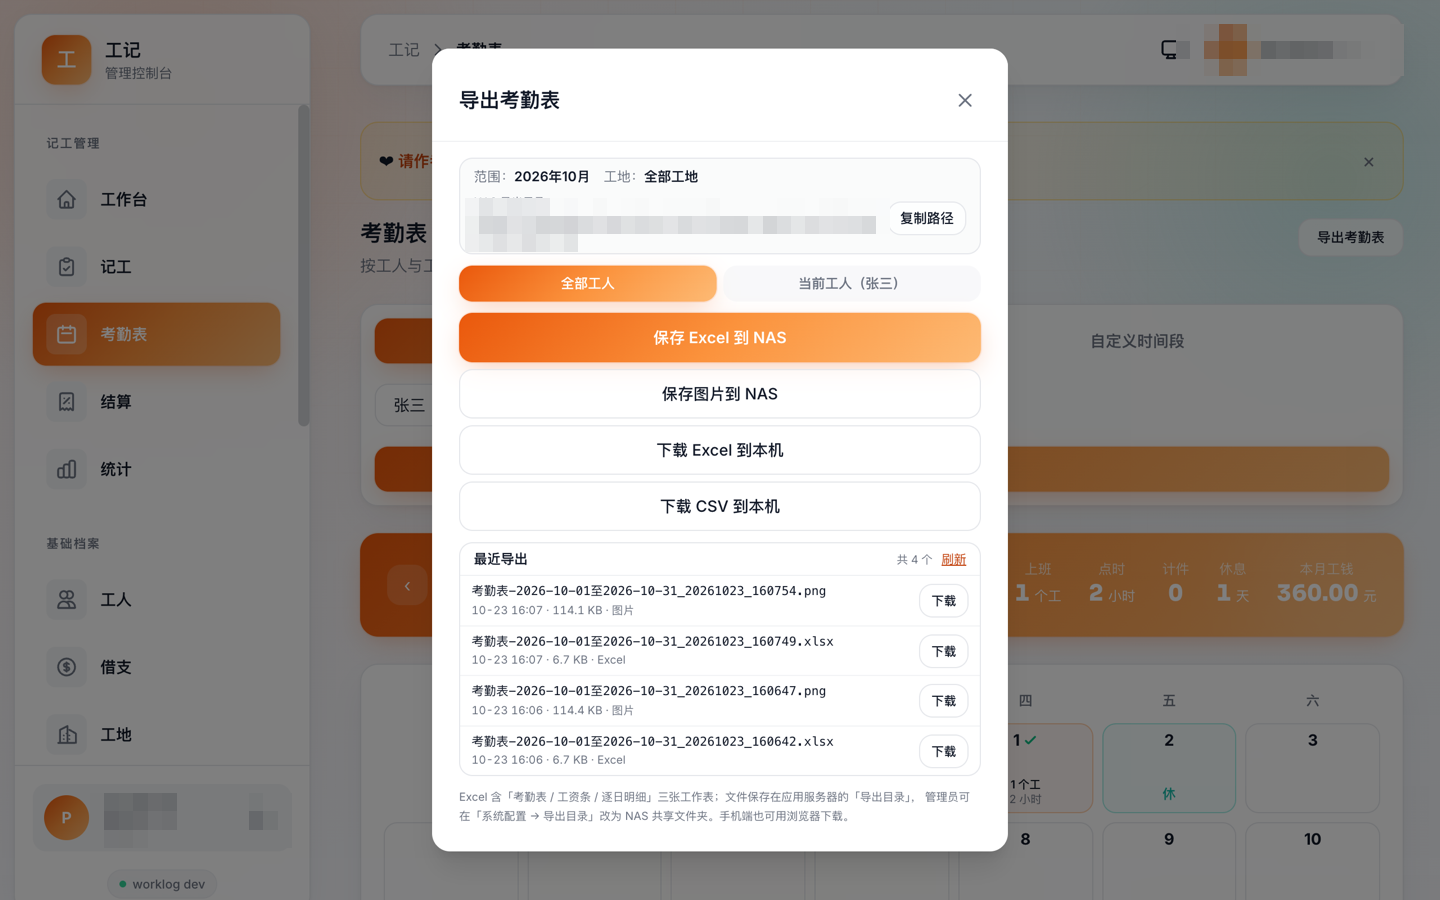 工
工记
管理控制台
记工管理
工作台
记工
考勤表
结算
统计
基础档案
工人
借支
工地
P
worklog dev
工记 > 考勤表
❤ 请作
考勤表
按工人与工
导出考勤表
自定义时间段
张三
上班
1 个工
点时
2 小时
计件
0
休息
1 天
本月工钱
360.00 元
四
五
六
1 ✓
1个工
2 小时
2
休
3
8
9
10
导出考勤表
范围：2026年10月 工地：全部工地
复制路径
全部工人
当前工人（张三）
保存 Excel 到 NAS
保存图片到 NAS
下载 Excel 到本机
下载 CSV 到本机
最近导出
共 4 个 刷新
考勤表-2026-10-01至2026-10-31_20261023_160754.png
10-23 16:07 · 114.1 KB · 图片
下载
考勤表-2026-10-01至2026-10-31_20261023_160749.xlsx
10-23 16:07 · 6.7 KB · Excel
下载
考勤表-2026-10-01至2026-10-31_20261023_160647.png
10-23 16:06 · 114.4 KB · 图片
下载
考勤表-2026-10-01至2026-10-31_20261023_160642.xlsx
10-23 16:06 · 6.7 KB · Excel
下载
Excel 含「考勤表 / 工资条 / 逐日明细」三张工作表；文件保存在应用服务器的「导出目录」， 管理员可
在「系统配置 → 导出目录」改为 NAS 共享文件夹。手机端也可用浏览器下载。